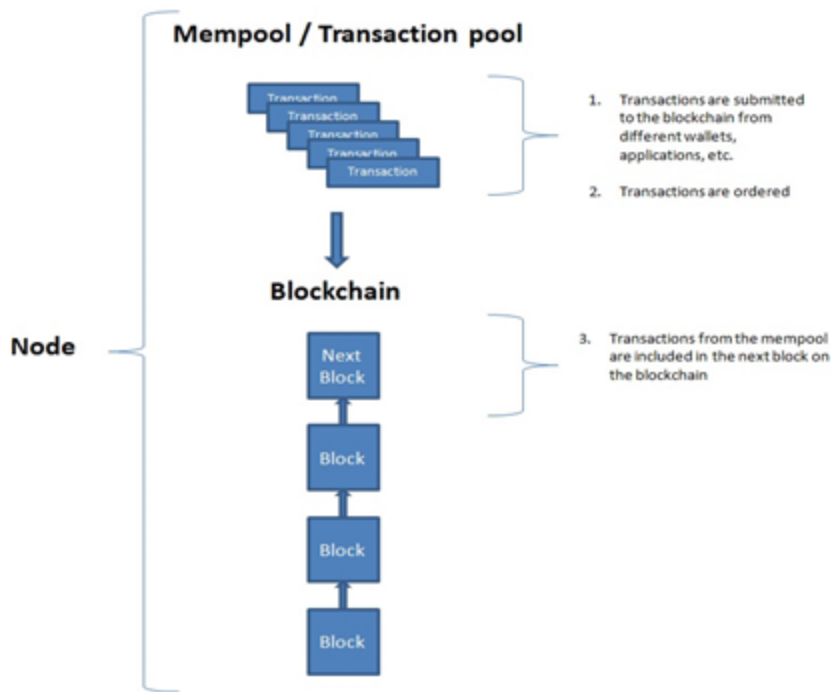 Mempool / Transaction pool
Transaction
Transaction
Transaction
Transaction
Transaction
1. Transactions are submitted
to the blockchain from
different wallets,
applications, etc.
2. Transactions are ordered
Blockchain
Node
Next
Block
3. Transactions from the mempool
are included in the next block on
the blockchain
Block
Block
Block